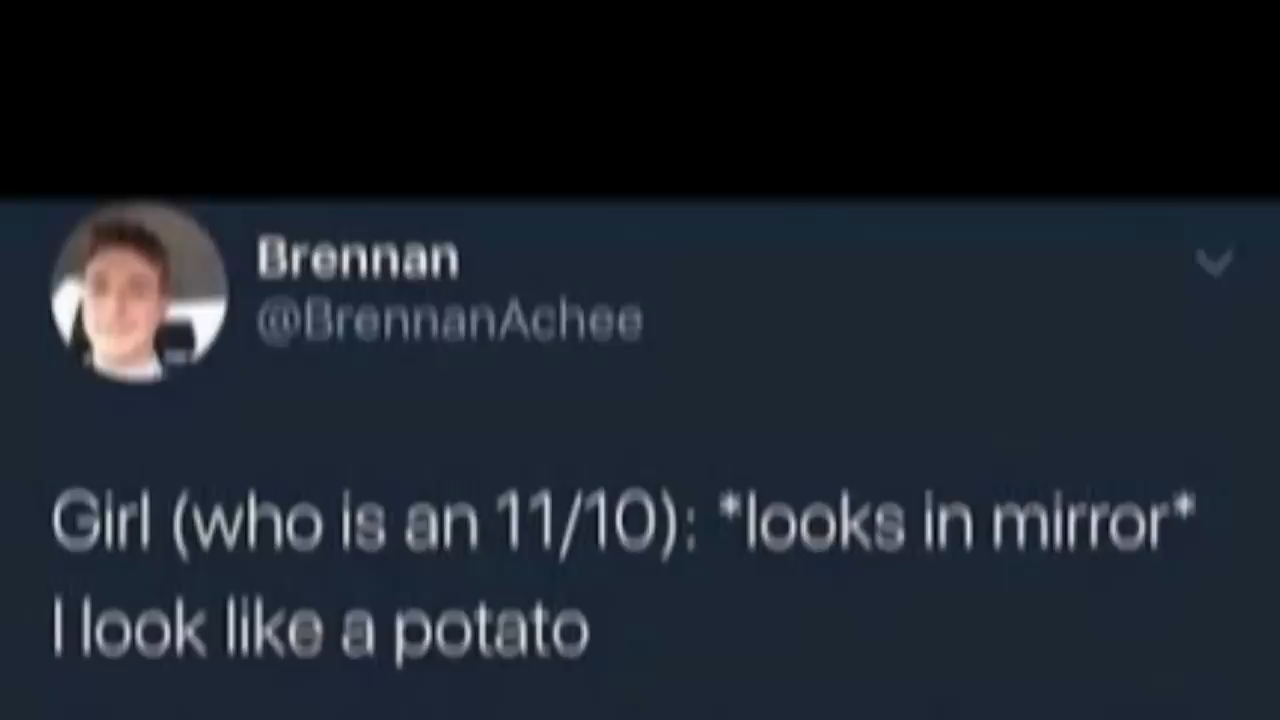 Brennan
@BrennanAchee
Girl (who is an 11/10): *looks in mirror*
I look like a potato